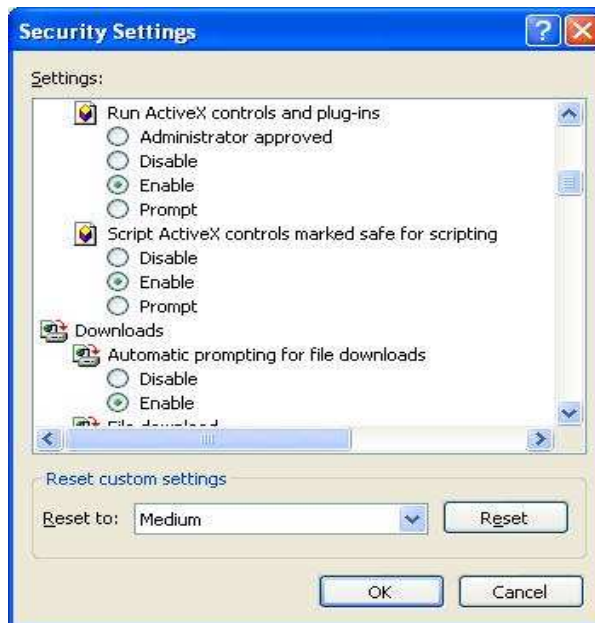 Security Settings
Settings:
Run ActiveX controls and plug-ins
Administrator approved
Disable
Enable
Prompt
Script ActiveX controls marked safe for scripting
Disable
Enable
Prompt
Downloads
Automatic prompting for file downloads
Disable
Enable
File download
Reset custom settings
Reset to: Medium Reset
OK Cancel